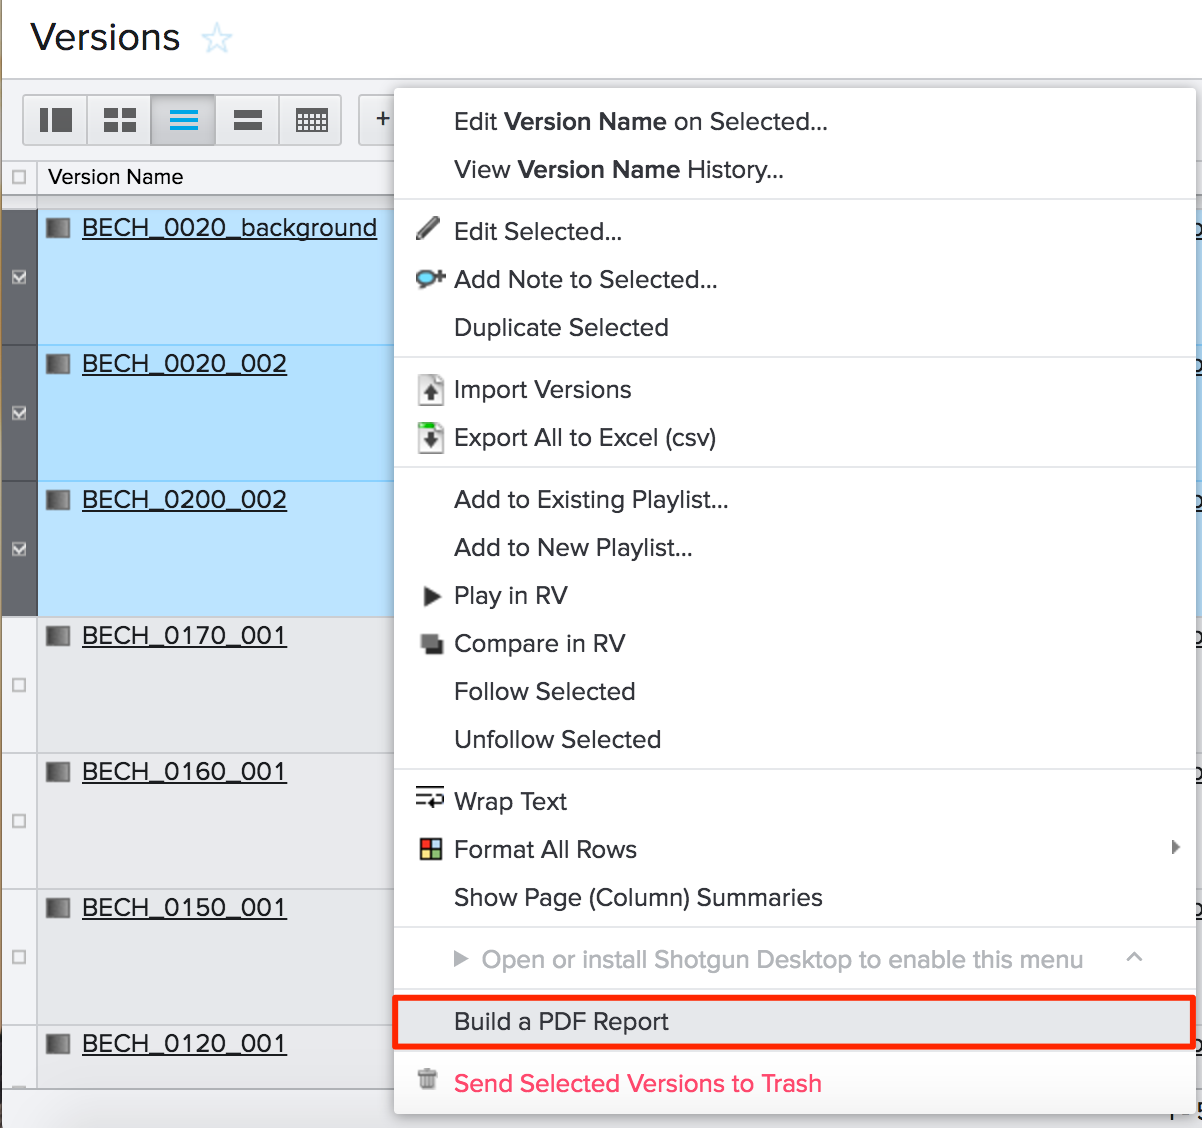 Versions
+
Version Name
BECH_0020_background
BECH_0020_002
BECH_0200_002
BECH_0170_001
BECH_0160_001
BECH_0150_001
BECH_0120_001
Edit Version Name on Selected...
View Version Name History...
Edit Selected...
Add Note to Selected...
Duplicate Selected
Import Versions
Export All to Excel (csv)
Add to Existing Playlist...
Add to New Playlist...
Play in RV
Compare in RV
Follow Selected
Unfollow Selected
Wrap Text
Format All Rows
Show Page (Column) Summaries
Open or install Shotgun Desktop to enable this menu
Build a PDF Report
Send Selected Versions to Trash